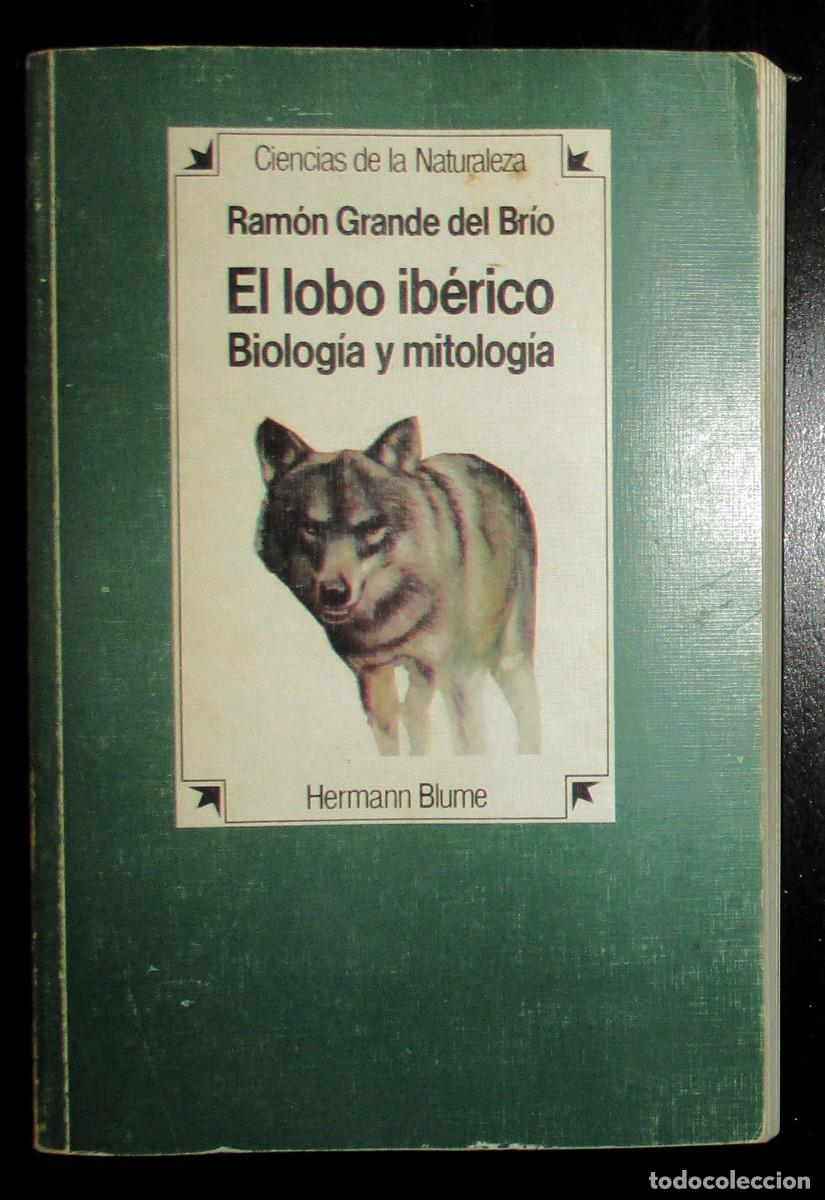 Ciencias de la Naturaleza
Ramón Grande del Brío
El lobo ibérico
Biología y mitología
Hermann Blume
todocoleccion